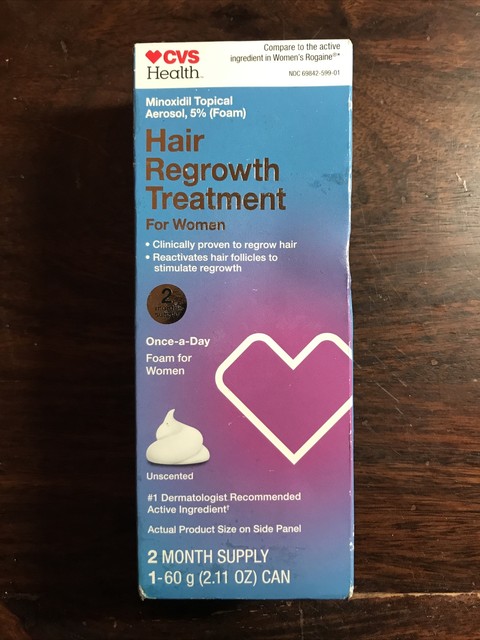 CVS
Health
Compare to the active
ingredient in Women's Rogaine®*
NDC 69842-599-01
Minoxidil Topical
Aerosol, 5% (Foam)
Hair
Regrowth
Treatment
For Women
• Clinically proven to regrow hair
• Reactivates hair follicles to
stimulate regrowth
2
Once-a-Day
Foam for
Women
Unscented
#1 Dermatologist Recommended
Active Ingredient†
Actual Product Size on Side Panel
2 MONTH SUPPLY
1-60 g (2.11 OZ) CAN